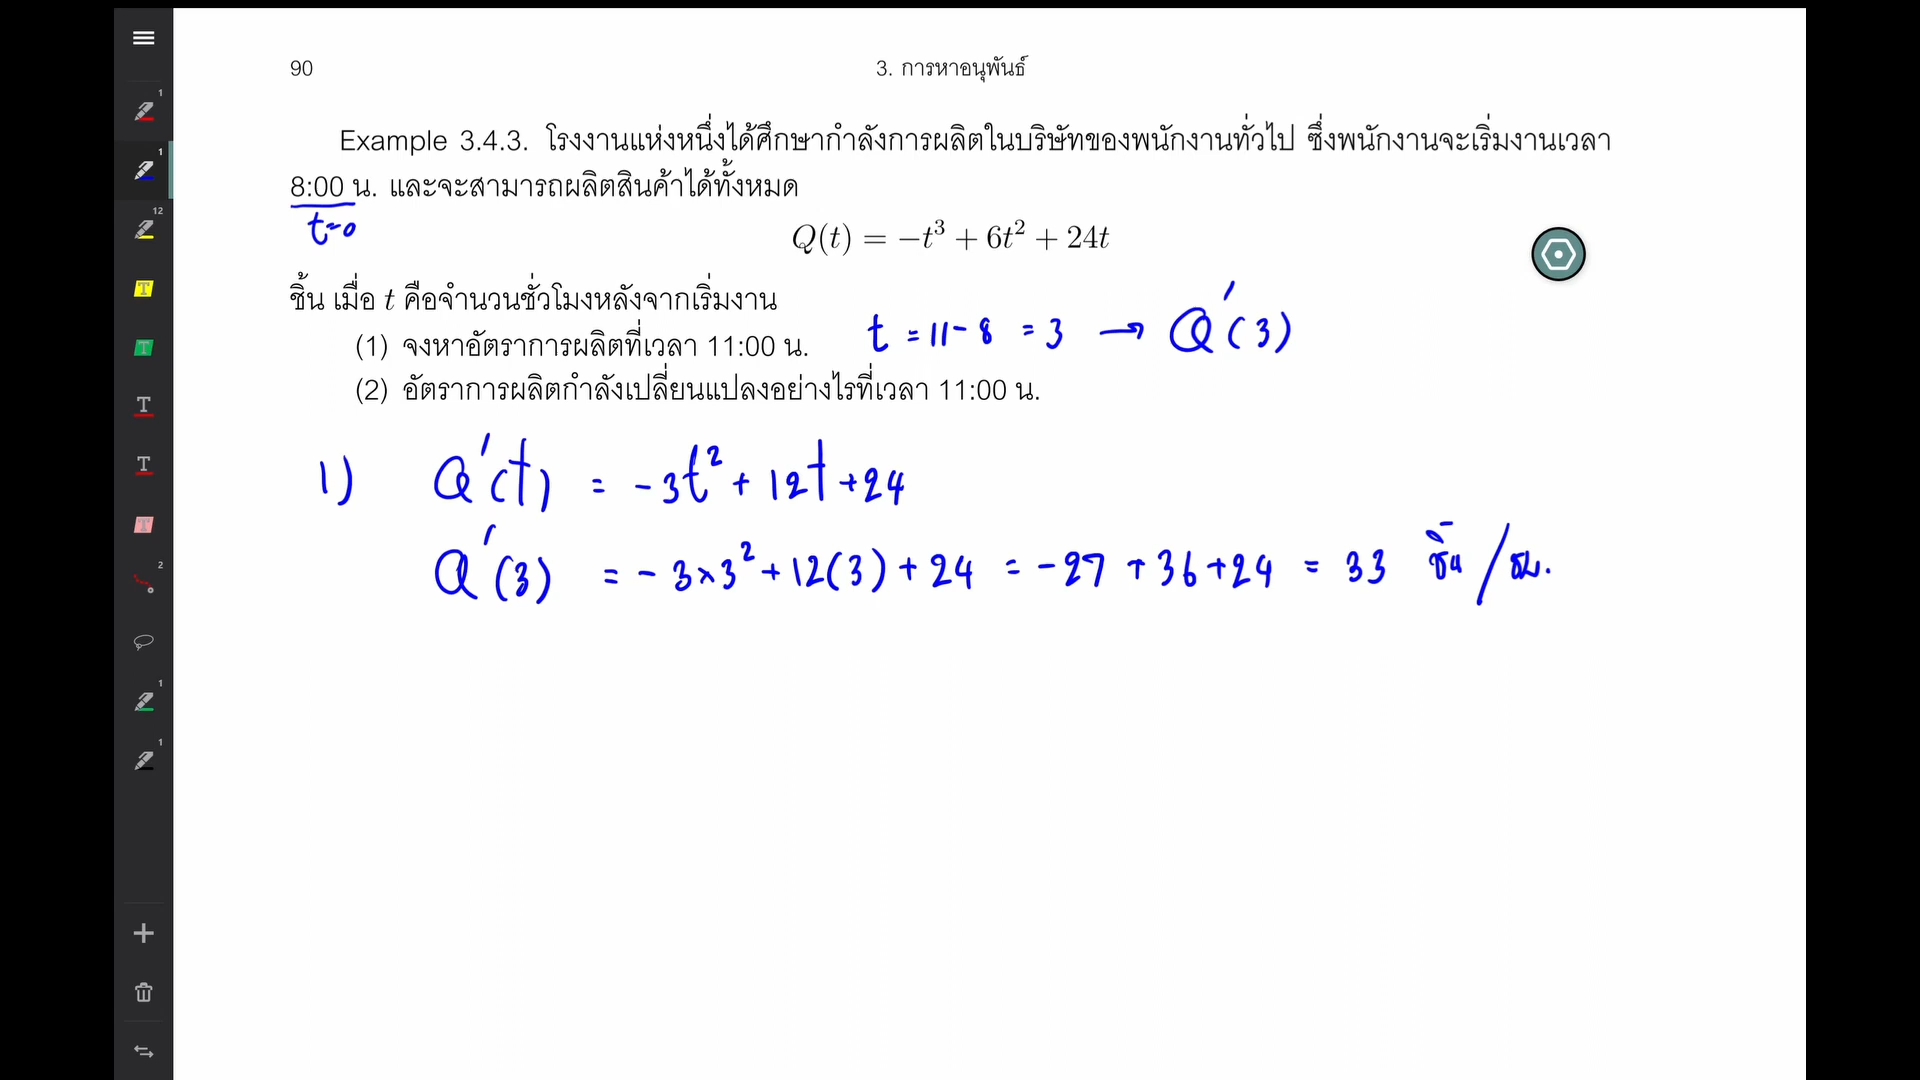 90
3. การหาอนุพันธ์
Example 3.4.3. โรงงานแห่งหนึ่งได้ศึกษากำลังการผลิตในบริษัทของพนักงานทั่วไป ซึ่งพนักงานจะเริ่มงานเวลา
8:00 น. และจะสามารถผลิตสินค้าได้ทั้งหมด
t=0
Q(t) = −t³ + 6t² + 24t
ชิ้น เมื่อ t คือจำนวนชั่วโมงหลังจากเริ่มงาน
(1) จงหาอัตราการผลิตที่เวลา 11:00 น. t = 11 - 8 = 3 → Q'(3)
(2) อัตราการผลิตกำลังเปลี่ยนแปลงอย่างไรที่เวลา 11:00 น.
1) Q'(t) = -3t² + 12t + 24
Q'(3) = -3×3² + 12(3) + 24 = -27 + 36 + 24 = 33 ชิ้น / ชม.
1
1
12
T
T
T
T
T
2
1
1